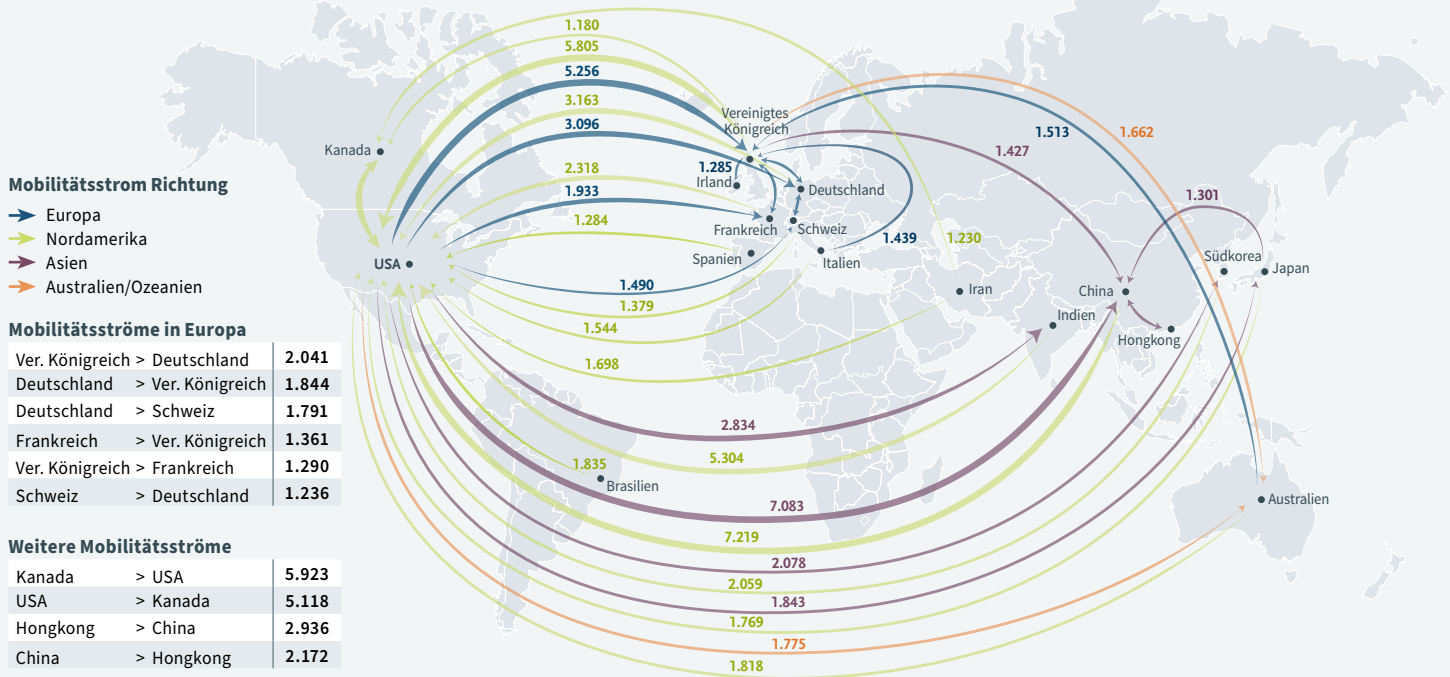 Mobilitätsstrom Richtung
Europa
Nordamerika
Asien
Australien/Ozeanien
Mobilitätsströme in Europa
Ver. Königreich > Deutschland 2.041
Deutschland > Ver. Königreich 1.844
Deutschland > Schweiz 1.791
Frankreich > Ver. Königreich 1.361
Ver. Königreich > Frankreich 1.290
Schweiz > Deutschland 1.236
Weitere Mobilitätsströme
Kanada > USA 5.923
USA > Kanada 5.118
Hongkong > China 2.936
China > Hongkong 2.172
1.180
5.805
5.256
3.163
3.096
2.318
1.933
1.284
1.490
1.379
1.544
1.698
2.834
5.304
1.835
7.083
7.219
2.078
2.059
1.843
1.769
1.775
1.818
Kanada
USA
Vereinigtes
Königreich
1.285
Irland
Deutschland
Frankreich
Schweiz
Spanien
Italien
1.439
1.230
1.427
1.513
1.662
1.301
Iran
Indien
China
Hongkong
Südkorea
Japan
Brasilien
Australien